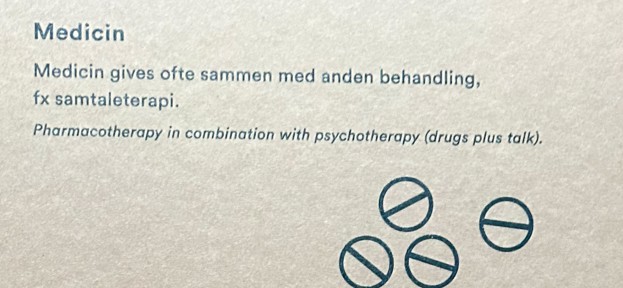 Medicin
Medicin gives ofte sammen med anden behandling,
fx samtaleterapi.
Pharmacotherapy in combination with psychotherapy (drugs plus talk).